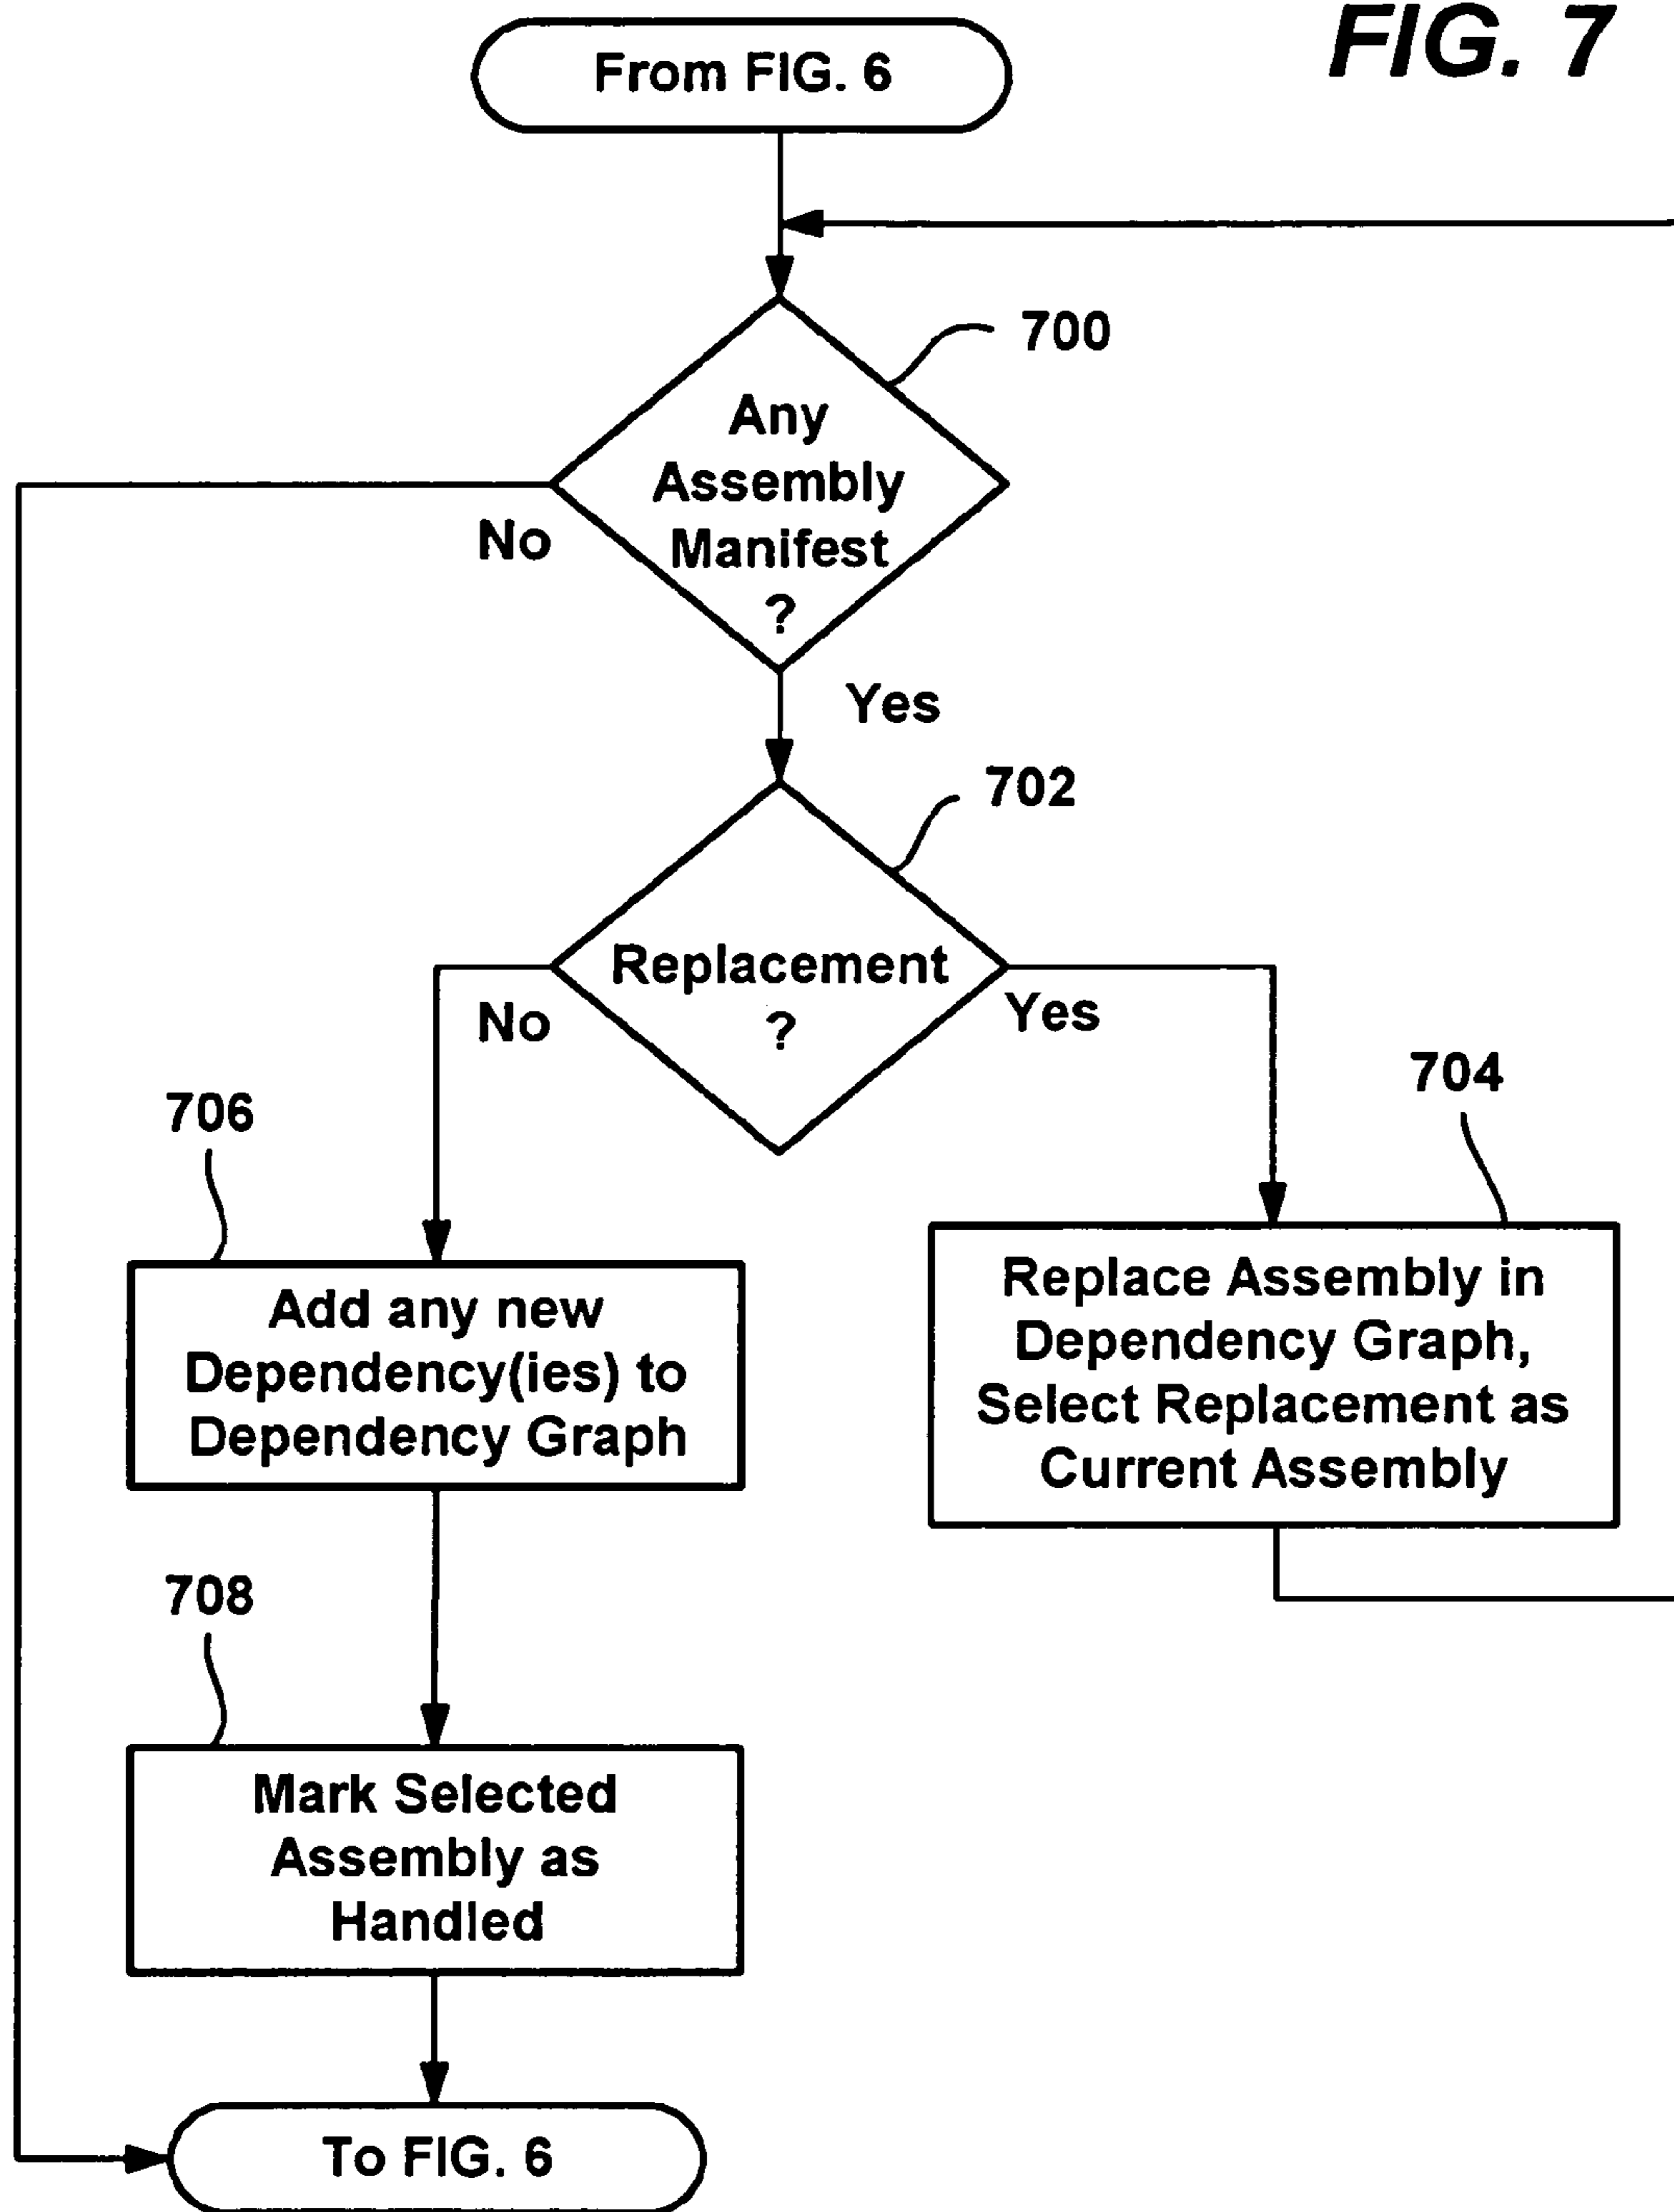 FIG. 7
From FIG. 6
700
Any
Assembly
Manifest
?
No
Yes
702
Replacement
?
No
Yes
704
706
Replace Assembly in
Dependency Graph,
Select Replacement as
Current Assembly
Add any new
Dependency(ies) to
Dependency Graph
708
Mark Selected
Assembly as
Handled
To FIG. 6